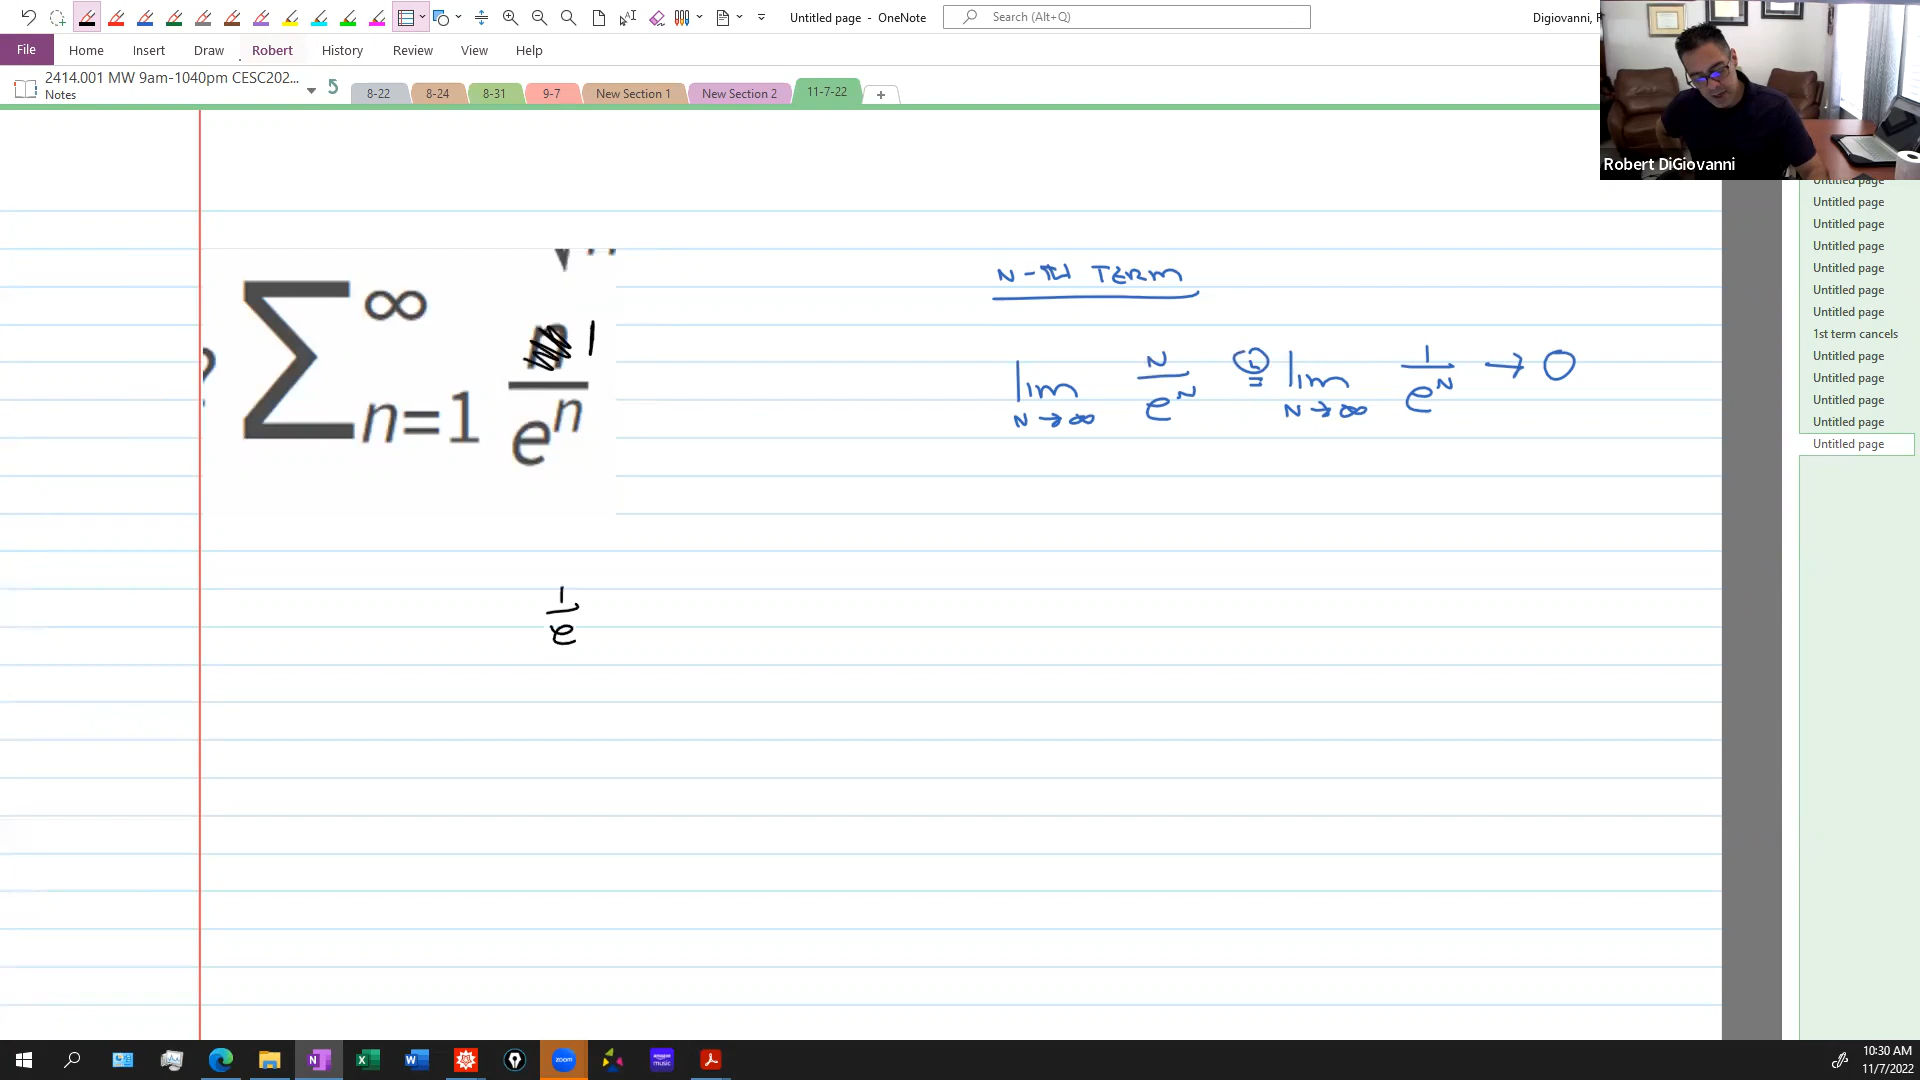 Untitled page - OneNote
Search (Alt+Q)
Digiovanni, R
File
Home
Insert
Draw
Robert
History
Review
View
Help
2414.001 MW 9am-1040pm CESC202...
Notes
8-22
8-24
8-31
9-7
New Section 1
New Section 2
11-7-22
Robert DiGiovanni
Untitled page
Untitled page
Untitled page
Untitled page
Untitled page
Untitled page
Untitled page
1st term cancels
Untitled page
Untitled page
Untitled page
Untitled page
Untitled page
N-TH TERM
∑ ∞ n=1 1 / e^n
lim N→∞ N/e^N = lim N→∞ 1/e^N → 0
1/e
zoom
amazon music
10:30 AM
11/7/2022